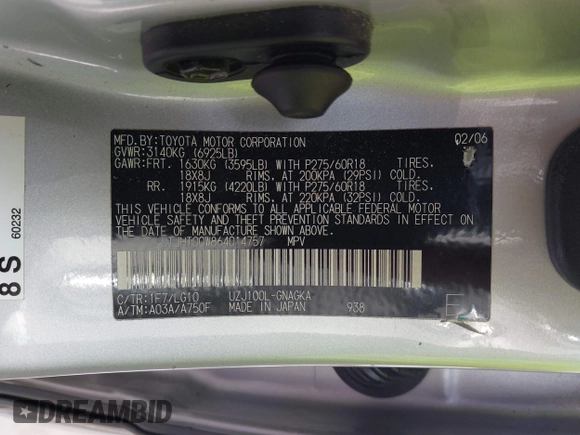 MFD. BY: TOYOTA MOTOR CORPORATION 02/06
GVWR: 3140KG (6925LB)
GAWR: FRT. 1630KG (3595LB) WITH P275/60R18 TIRES.
18X8J RIMS. AT 200KPA (29PSI) COLD.
RR. 1915KG (4220LB) WITH P275/60R18 TIRES.
18X8J RIMS. AT 220KPA (32PSI) COLD.
THIS VEHICLE CONFORMS TO ALL APPLICABLE FEDERAL MOTOR
VEHICLE SAFETY AND THEFT PREVENTION STANDARDS IN EFFECT ON
THE DATE OF MANUFACTURE SHOWN ABOVE.
MPV
C/TR: 1F7/LG10 UZJ100L-GNAGKA
A/TM: A03A/A750F MADE IN JAPAN 938 E
8 S 60232
DREAMBID